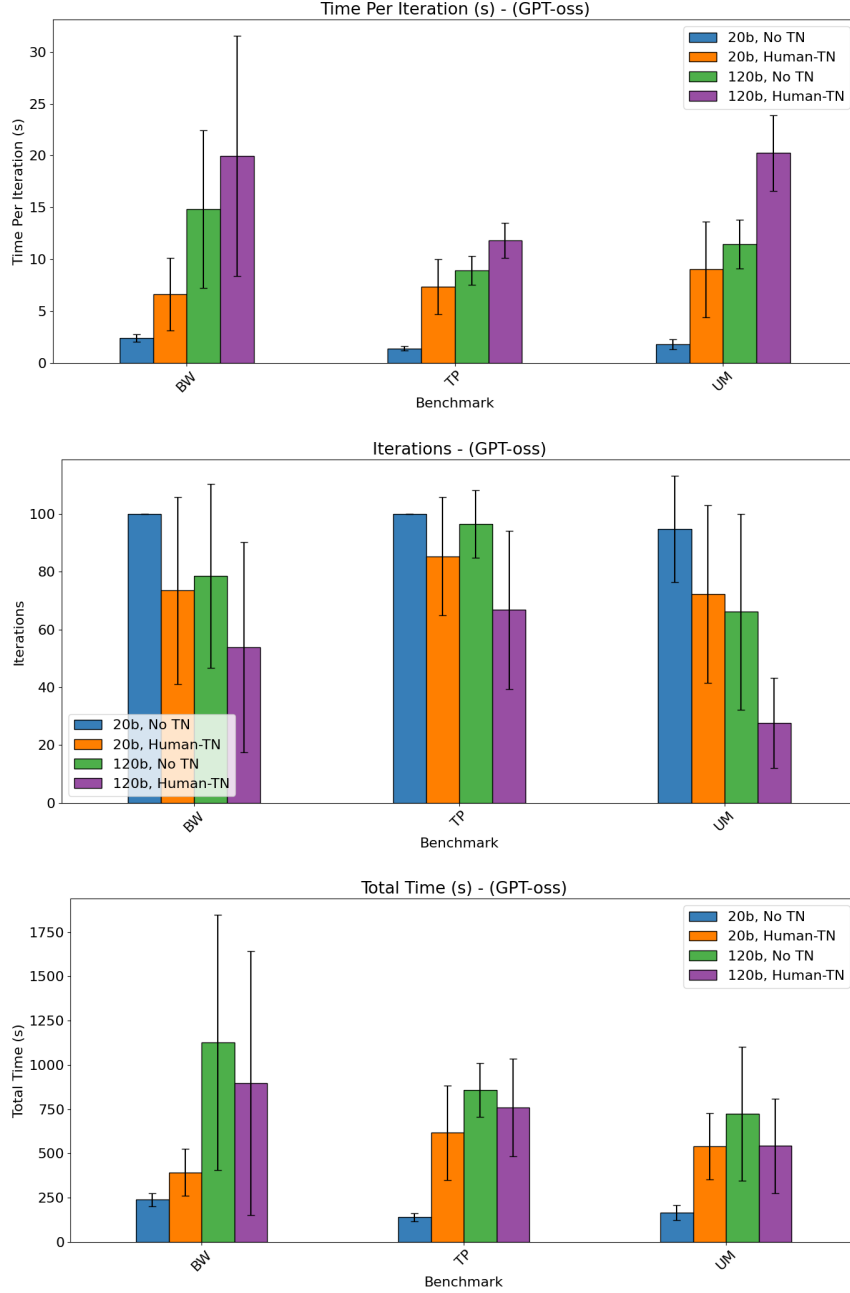 Time Per Iteration (s) - (GPT-oss)
20b, No TN
20b, Human-TN
120b, No TN
120b, Human-TN
Time Per Iteration (s)
30
25
20
15
10
5
0
BW
TP
UM
Benchmark
Iterations - (GPT-oss)
Iterations
100
80
60
40
20
0
20b, No TN
20b, Human-TN
120b, No TN
120b, Human-TN
BW
TP
UM
Benchmark
Total Time (s) - (GPT-oss)
20b, No TN
20b, Human-TN
120b, No TN
120b, Human-TN
Total Time (s)
1750
1500
1250
1000
750
500
250
0
BW
TP
UM
Benchmark